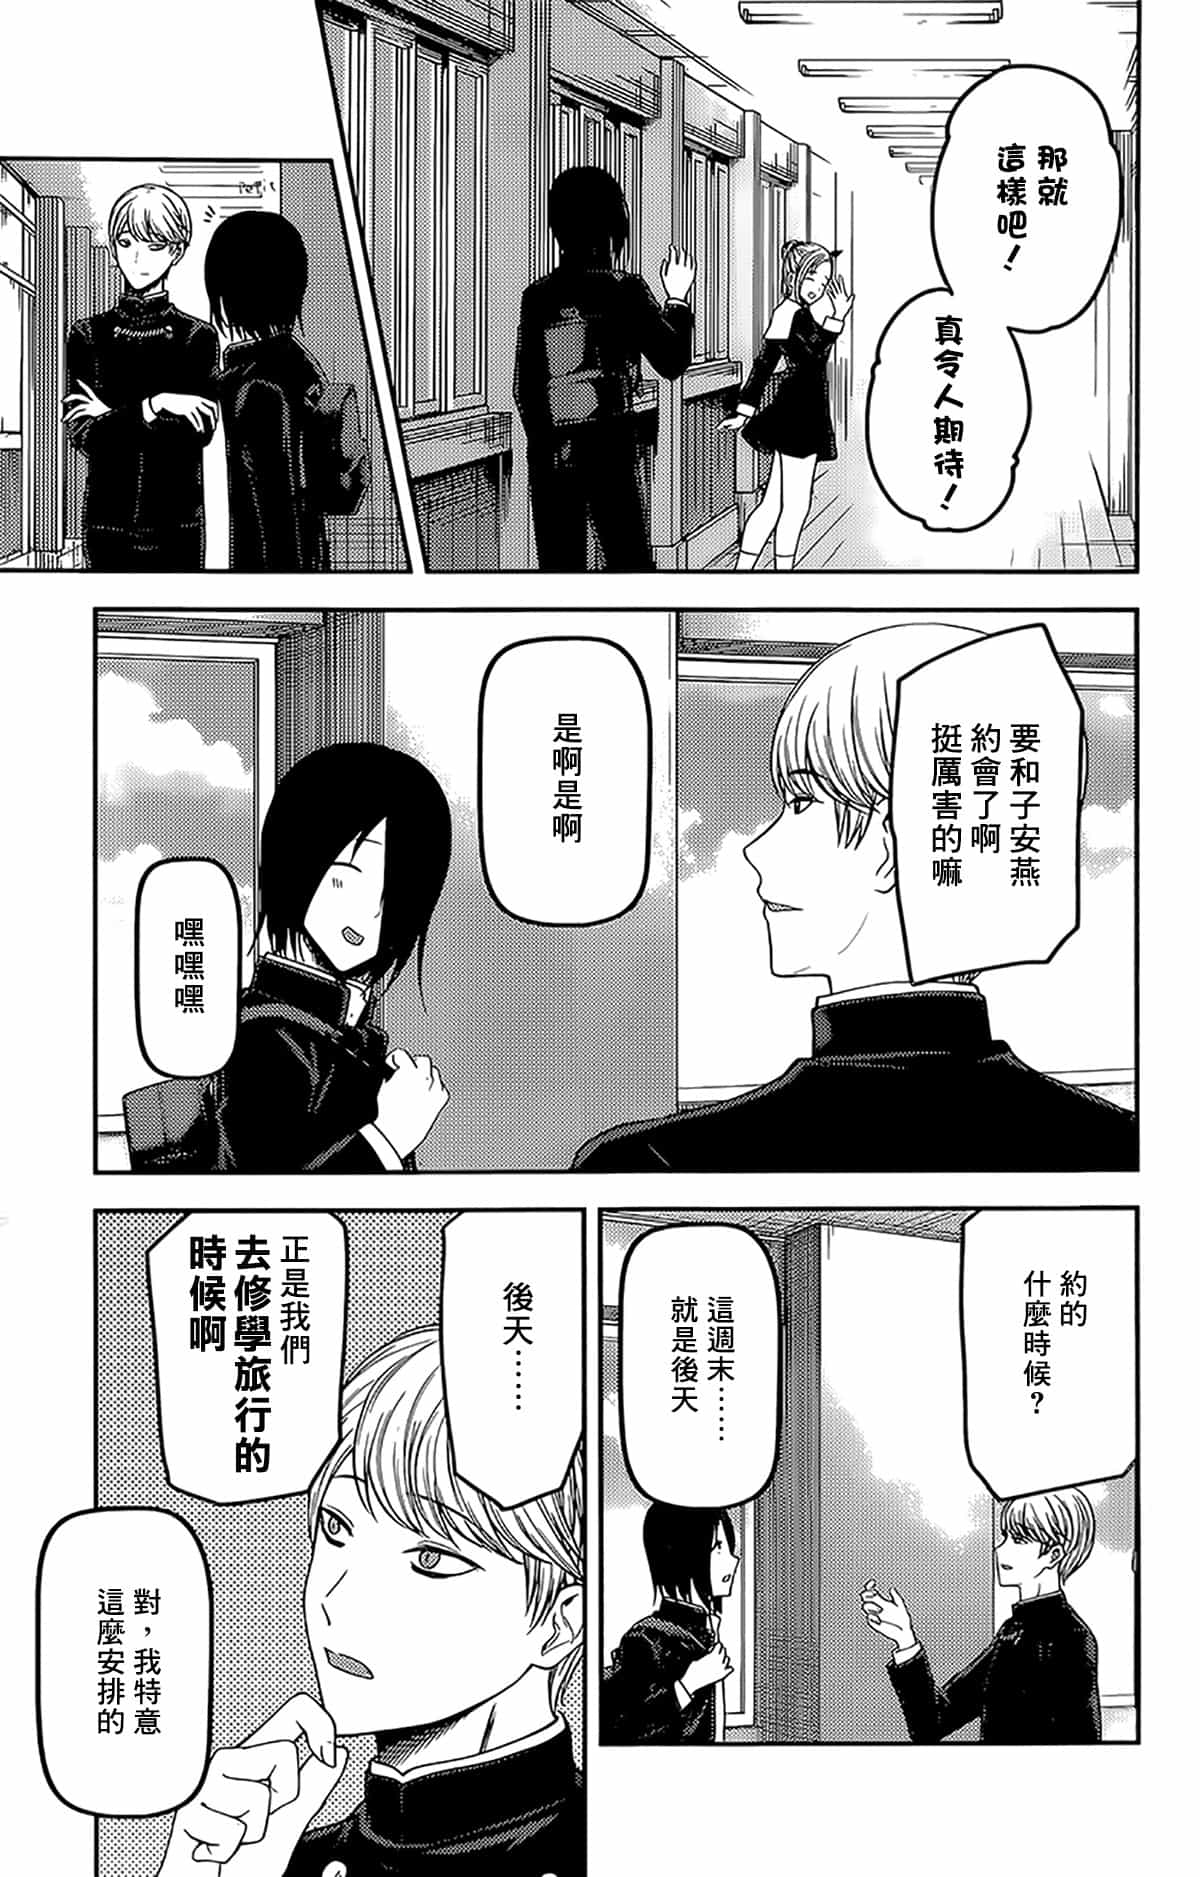 那就
這樣吧！
真令人期待！
要和子安燕
約會了啊
挺厲害的嘛
是啊是啊
嘿嘿嘿
約的
什麼時候？
這週末……
就是後天
後天……
正是我們
去修學旅行的
時候啊
對，我特意
這麼安排的